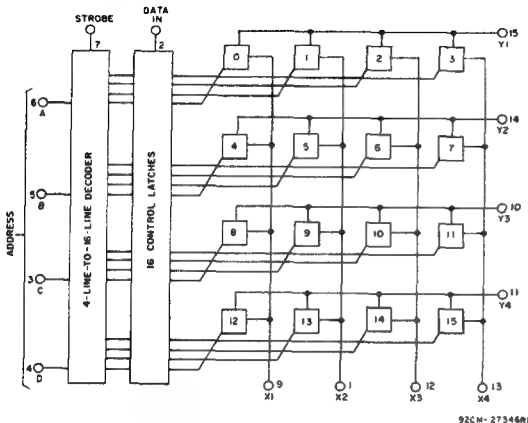 STROBE
DATA
IN
7
2
15
Y1
0
1
2
3
6
A
14
Y2
4
5
6
7
ADDRESS
4-LINE-TO-16-LINE DECODER
16 CONTROL LATCHES
5
B
10
Y3
8
9
10
11
3
C
11
Y4
12
13
14
15
4
D
9
X1
1
X2
12
X3
13
X4
92CM-27346R1